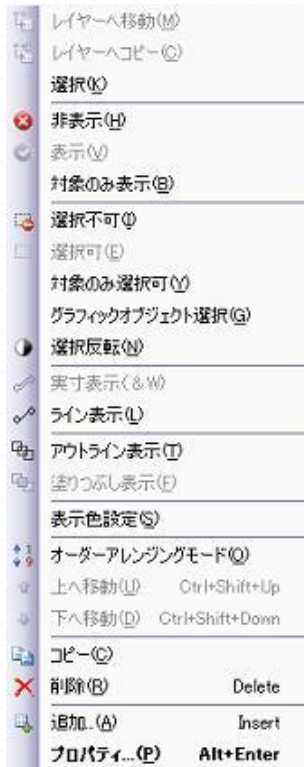 レイヤーへ移動(M)
レイヤーへコピー(C)
選択(K)
非表示(H)
表示(V)
対象のみ表示(B)
選択不可(I)
選択可(E)
対象のみ選択可(Y)
グラフィックオブジェクト選択(G)
選択反転(N)
実寸表示(&W)
ライン表示(L)
アウトライン表示(T)
塗りつぶし表示(F)
表示色設定(S)
オーダーアレンジングモード(O)
上へ移動(U) Ctrl+Shift+Up
下へ移動(D) Ctrl+Shift+Down
コピー(C)
削除(R) Delete
追加..(A) Insert
プロパティ...(P) Alt+Enter